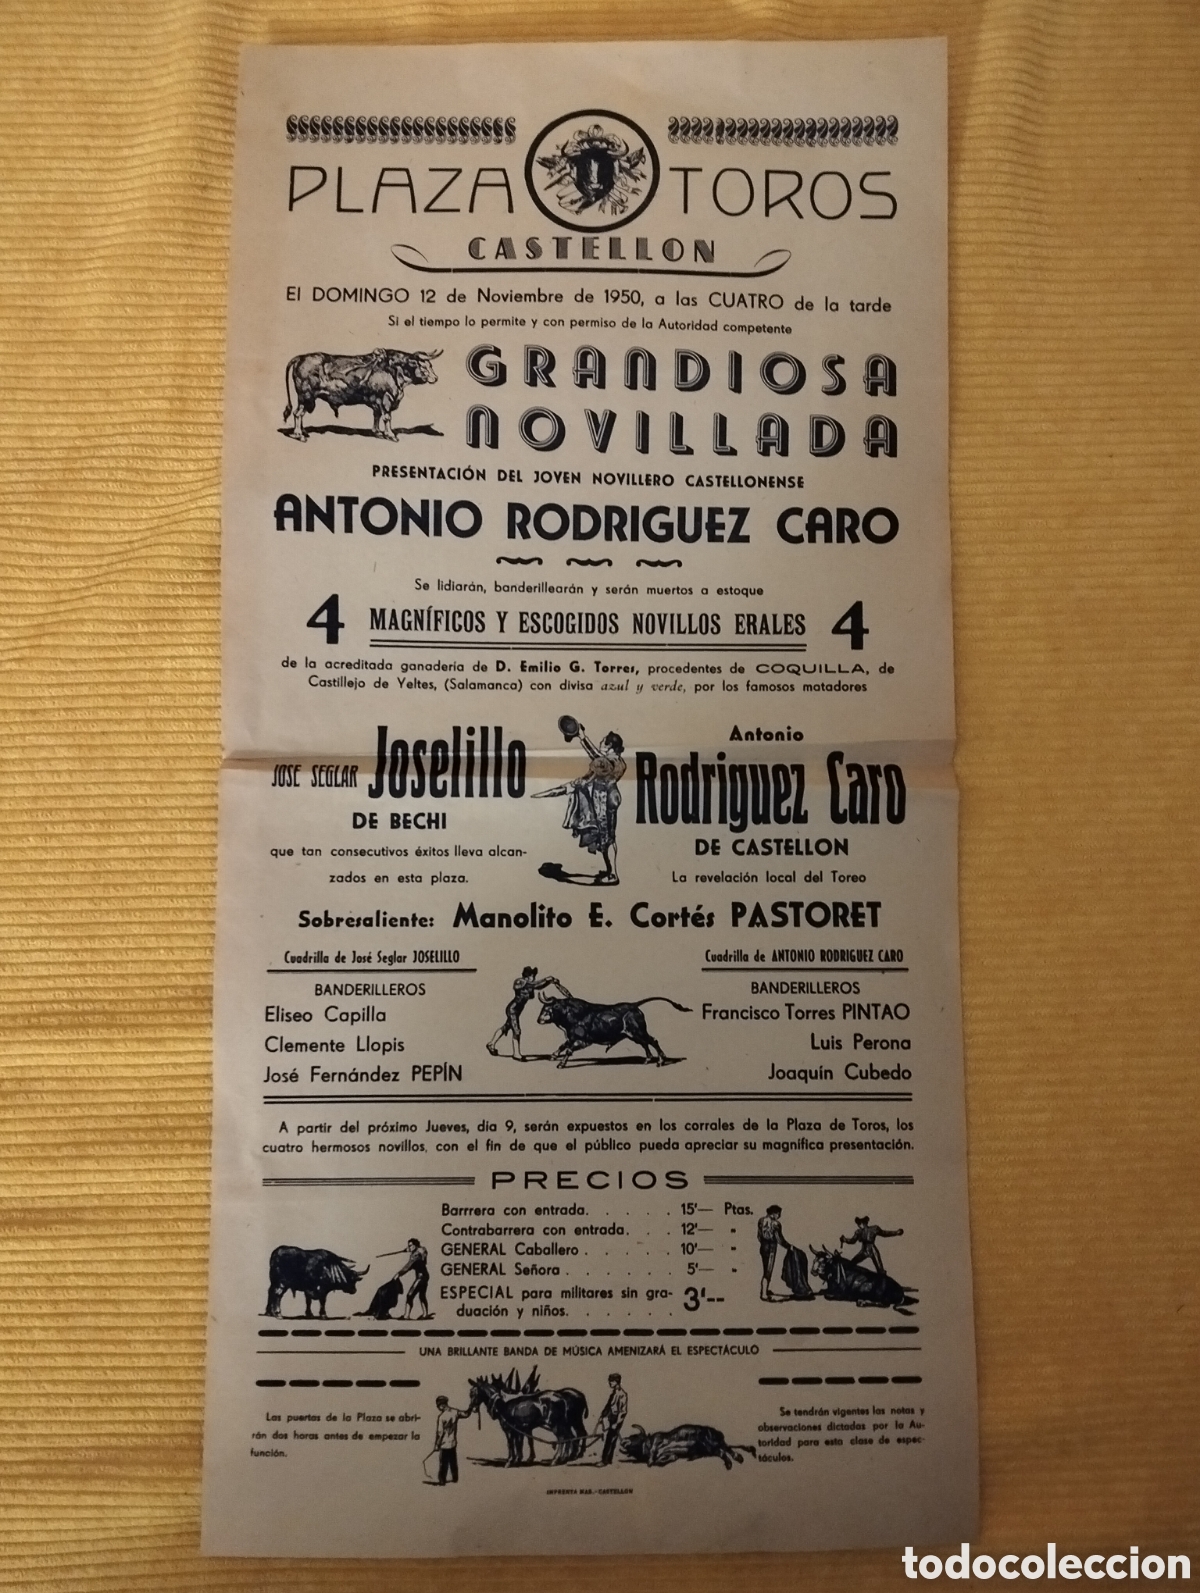 PLAZA TOROS
CASTELLON
El DOMINGO 12 de Noviembre de 1950, a las CUATRO de la tarde
Si el tiempo lo permite y con permiso de la Autoridad competente
GRANDIOSA
NOVILLADA
PRESENTACIÓN DEL JOVEN NOVILLERO CASTELLONENSE
ANTONIO RODRIGUEZ CARO
Se lidiarán, banderillearán y serán muertos a estoque
4 MAGNÍFICOS Y ESCOGIDOS NOVILLOS ERALES 4
de la acreditada ganadería de D. Emilio G. Torres, procedentes de COQUILLA, de
Castillejo de Yeltes, (Salamanca) con divisa azul y verde, por los famosos matadores
JOSE SEGLAR Joselillo
DE BECHI
que tan consecutivos éxitos lleva alcan-
zados en esta plaza.
Antonio
Rodriguez Caro
DE CASTELLON
La revelación local del Toreo
Sobresaliente: Manolito E. Cortés PASTORET
Cuadrilla de José Seglar JOSELILLO
BANDERILLEROS
Eliseo Capilla
Clemente Llopis
José Fernández PEPÍN
Cuadrilla de ANTONIO RODRIGUEZ CARO
BANDERILLEROS
Francisco Torres PINTAO
Luis Perona
Joaquín Cubedo
A partir del próximo Jueves, día 9, serán expuestos en los corrales de la Plaza de Toros, los
cuatro hermosos novillos, con el fin de que el público pueda apreciar su magnífica presentación.
PRECIOS
Barrrera con entrada. . . . . 15'— Ptas.
Contrabarrera con entrada. . . 12'— "
GENERAL Caballero . . . . . 10'— "
GENERAL Señora . . . . . . 5'— "
ESPECIAL para militares sin gra-
duación y niños. . . . . . 3'--
UNA BRILLANTE BANDA DE MÚSICA AMENIZARÁ EL ESPECTÁCULO
Las puertas de la Plaza se abri-
rán dos horas antes de empezar la
función.
Se tendrán vigentes las notas y
observaciones dictadas por la Au-
toridad para esta clase de espec-
táculos.
IMPRENTA MAS.-CASTELLON
todocoleccion